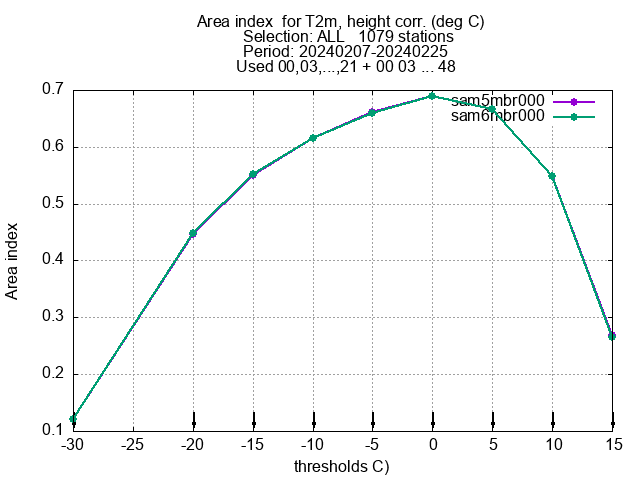 Area index  for T2m, height corr. (deg C)
Selection: ALL   1079 stations
Period: 20240207-20240225
Used 00,03,...,21 + 00 03 ... 48
sam5mbr000
sam6mbr000
Area index
0.7
0.6
0.5
0.4
0.3
0.2
0.1
-30 -25 -20 -15 -10 -5 0 5 10 15
thresholds C)